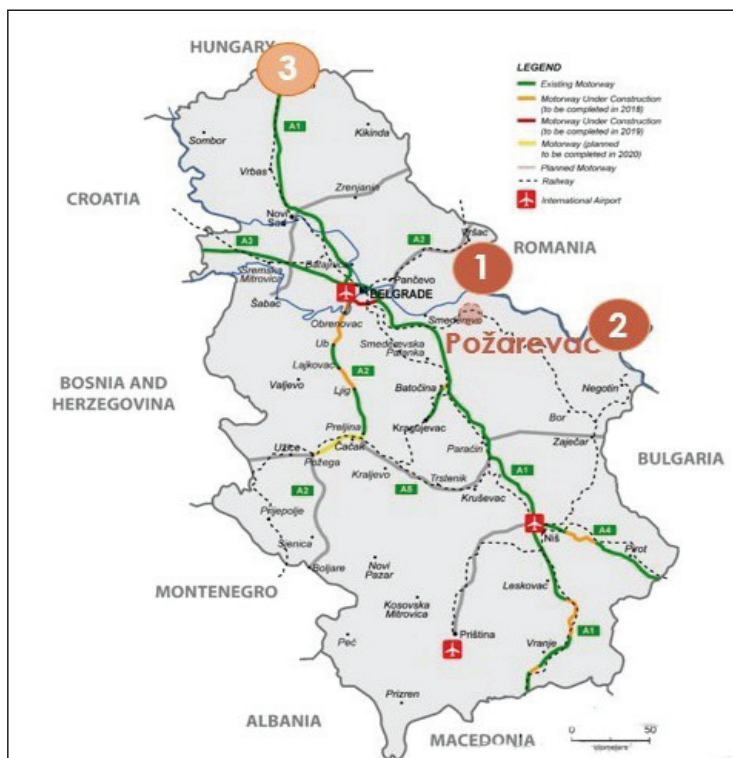 HUNGARY
3
LEGEND
Existing Motorway
Motorway Under Construction
(to be completed in 2018)
Motorway Under Construction
(to be completed in 2019)
Motorway (planned
to be completed in 2020)
Planned Motorway
Railway
International Airport
A1
Sombor
Kikinda
Vrbas
Zrenjanin
CROATIA
Novi
Sad
A3
A2
Vršac
ROMANIA
1
Batajnica
Sremska
Mitrovica
Pančevo
BELGRADE
Šabac
Obrenovac
Smederevo
2
Požarevac
Ub
Smederevska
Palanka
Lajkovac
A2
BOSNIA AND
HERZEGOVINA
Valjevo
Ljig
Batočina
Negotin
Bor
Preljina
Kragujevac
Zaječar
Užice
Čačak
Paraćin
Požega
BULGARIA
Kraljevo
Trstenik
A1
A2
A5
Kruševac
Prijepolje
A4
Niš
Sjenica
Pirot
Boljare
Novi
Pazar
MONTENEGRO
Leskovac
Kosovska
Mitrovica
A1
Priština
Peć
Vranje
Prizren
0
50
ALBANIA
MACEDONIA
kilometers